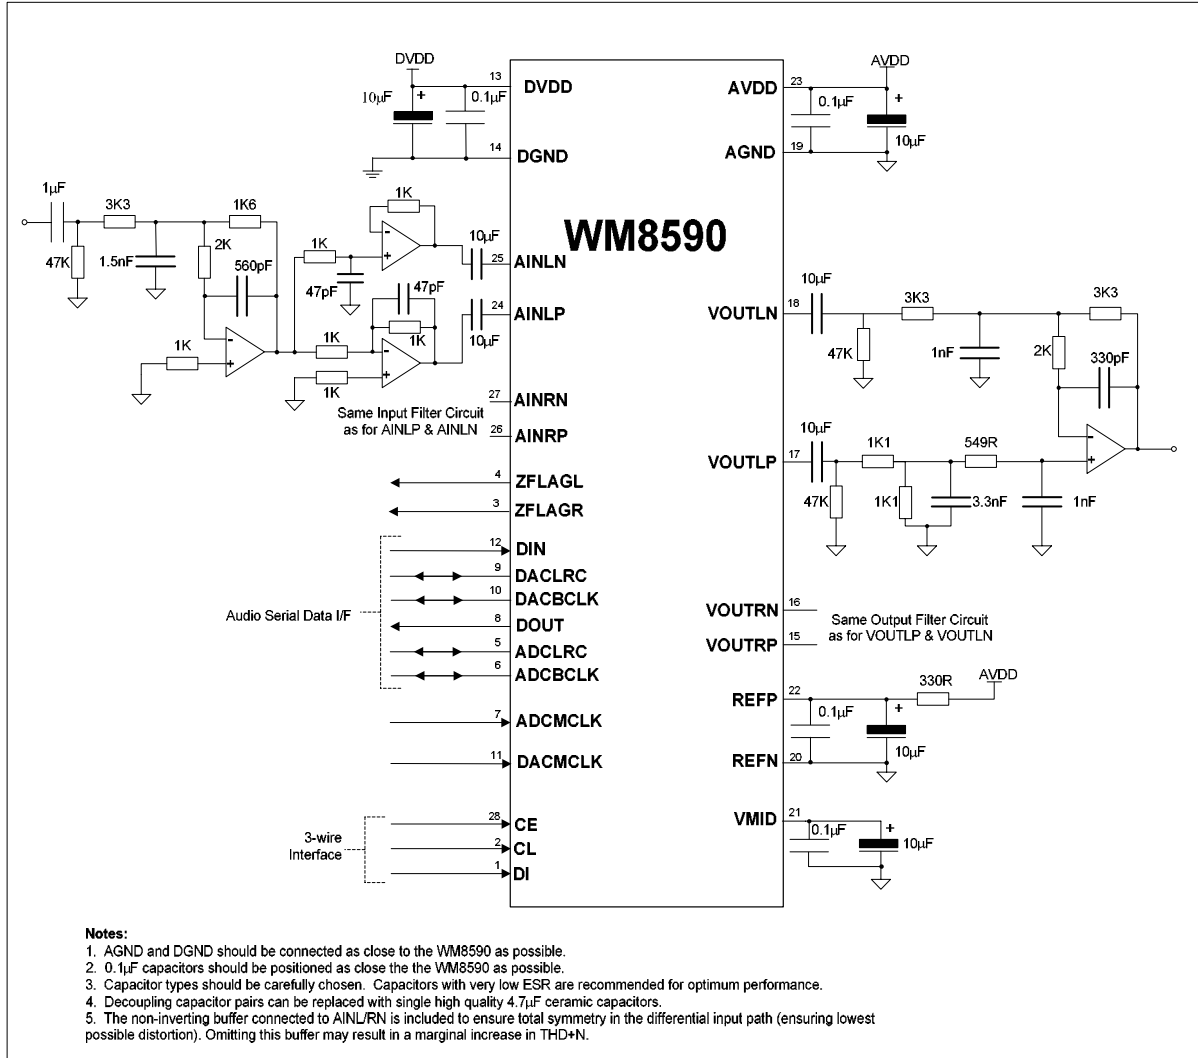 DVDD
10µF
+
0.1µF
13
DVDD
14
DGND
AVDD
23
AVDD
0.1µF
+
10µF
19
AGND
WM8590
1µF
3K3
1K6
47K
1.5nF
2K
560pF
1K
-
+
1K
47pF
1K
-
+
10µF
25
AINLN
47pF
1K
1K
1K
-
+
10µF
24
AINLP
27
AINRN
Same Input Filter Circuit
as for AINLP & AINLN
26
AINRP
4
ZFLAGL
3
ZFLAGR
Audio Serial Data I/F
12
DIN
9
DACLRC
10
DACBCLK
8
DOUT
5
ADCLRC
6
ADCBCLK
7
ADCMCLK
11
DACMCLK
3-wire
Interface
28
CE
2
CL
1
DI
VOUTLN
18
10µF
47K
3K3
1nF
3K3
2K
330pF
-
+
VOUTLP
17
10µF
47K
1K1
1K1
3.3nF
549R
1nF
VOUTRN
16
Same Output Filter Circuit
as for VOUTLP & VOUTLN
VOUTRP
15
REFP
22
330R
AVDD
0.1µF
+
10µF
REFN
20
VMID
21
0.1µF
+
10µF
Notes:
1. AGND and DGND should be connected as close to the WM8590 as possible.
2. 0.1µF capacitors should be positioned as close the the WM8590 as possible.
3. Capacitor types should be carefully chosen. Capacitors with very low ESR are recommended for optimum performance.
4. Decoupling capacitor pairs can be replaced with single high quality 4.7µF ceramic capacitors.
5. The non-inverting buffer connected to AINL/RN is included to ensure total symmetry in the differential input path (ensuring lowest
possible distortion). Omitting this buffer may result in a marginal increase in THD+N.